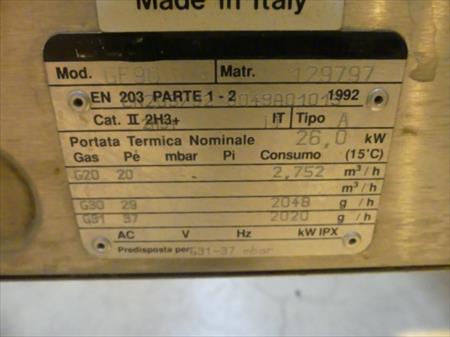 Made in Italy
Mod. GF90 Matr. 129797
EN 203 PARTE 1 - 2 1992
Cat. II 2H3+ IT Tipo A
Portata Termica Nominale 26,0 kW
Gas Pe mbar Pi Consumo (15°C)
G20 20 2,752 m³/h
m³/h
G30 29 2048 g/h
G31 37 2020 g/h
AC V Hz kW IPX
Predisposta per G31-37 mbar